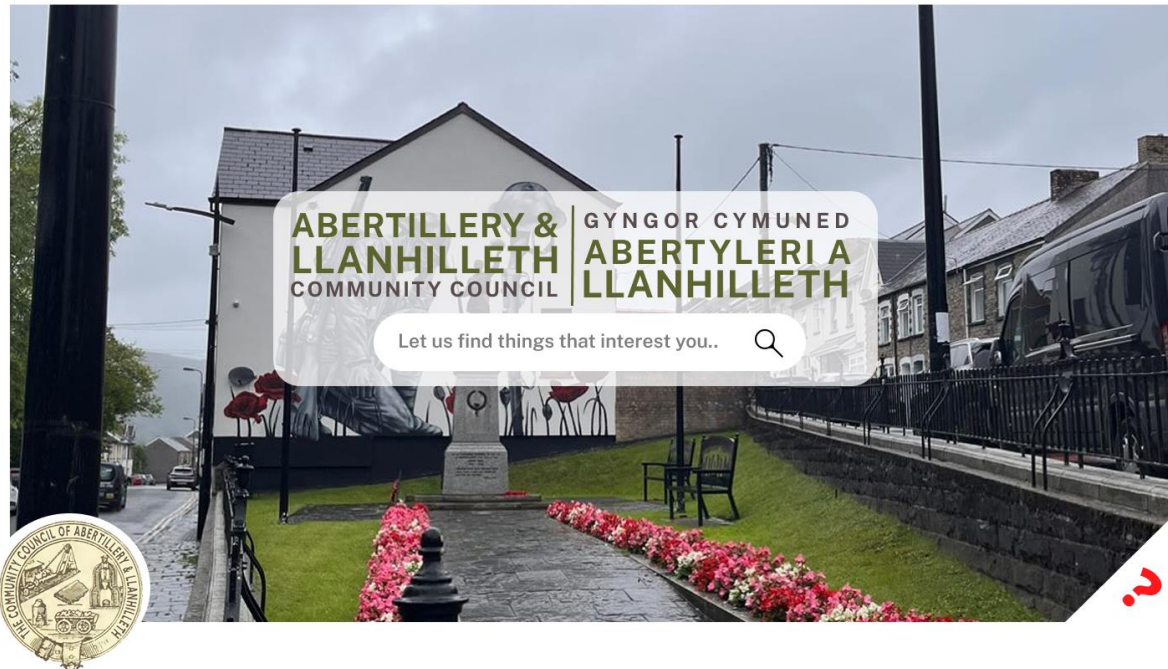 ABERTILLERY &
LLANHILLETH
COMMUNITY COUNCIL
GYNGOR CYMUNED
ABERTYLERI A
LLANHILLETH
Let us find things that interest you..
THE COMMUNITY COUNCIL OF ABERTILLERY & LLANHILLETH
?